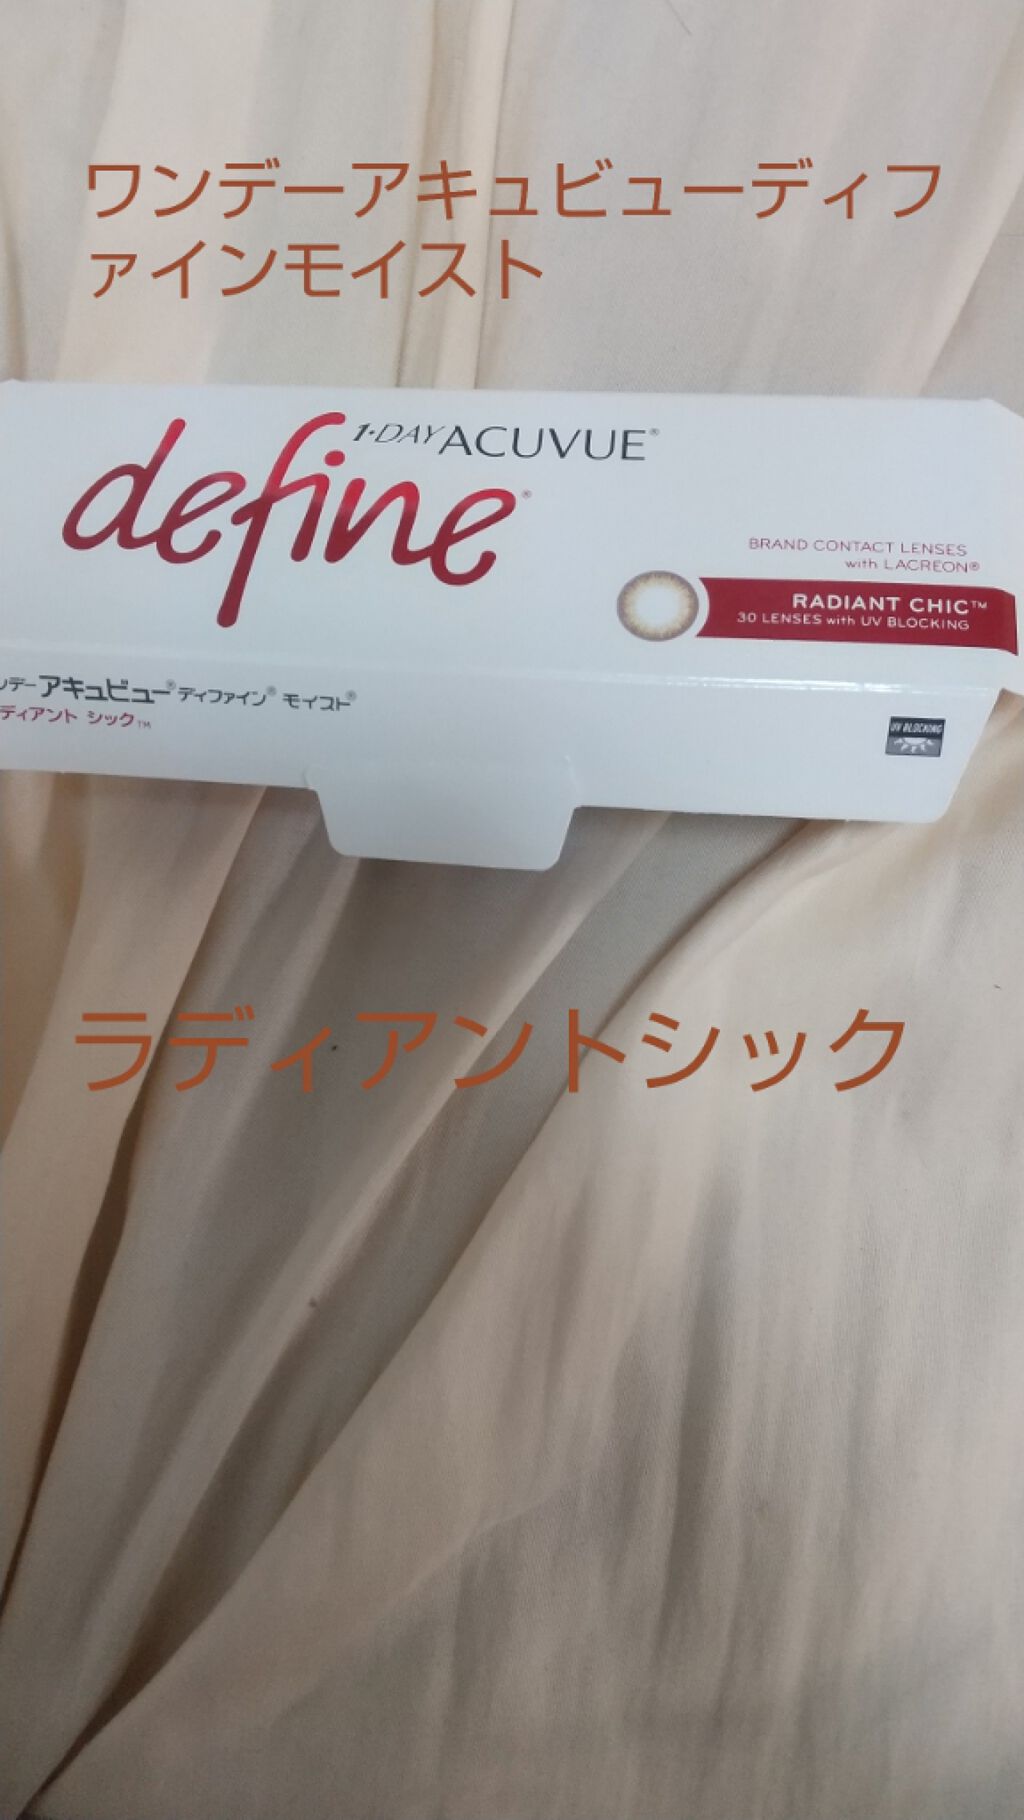 ワンデーアキュビューディフ
ァインモイスト
1・DAY ACUVUE®
define®
BRAND CONTACT LENSES
with LACREON®
RADIANT CHIC™
30 LENSES with UV BLOCKING
ンデー アキュビュー® ディファイン® モイスト®
ディアント シック™
UV BLOCKING
ラディアントシック